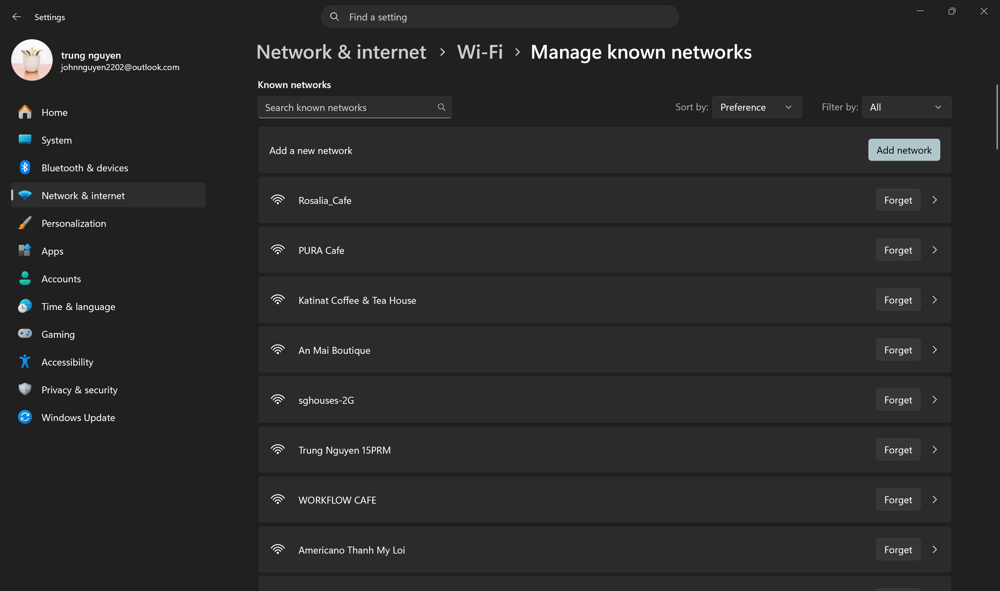 Settings
Find a setting
trung nguyen
johnnguyen2202@outlook.com
Home
System
Bluetooth & devices
Network & internet
Personalization
Apps
Accounts
Time & language
Gaming
Accessibility
Privacy & security
Windows Update
Network & internet > Wi-Fi > Manage known networks
Known networks
Search known networks
Sort by: Preference
Filter by: All
Add a new network
Add network
Rosalia_Cafe
Forget
PURA Cafe
Forget
Katinat Coffee & Tea House
Forget
An Mai Boutique
Forget
sghouses-2G
Forget
Trung Nguyen 15PRM
Forget
WORKFLOW CAFE
Forget
Americano Thanh My Loi
Forget